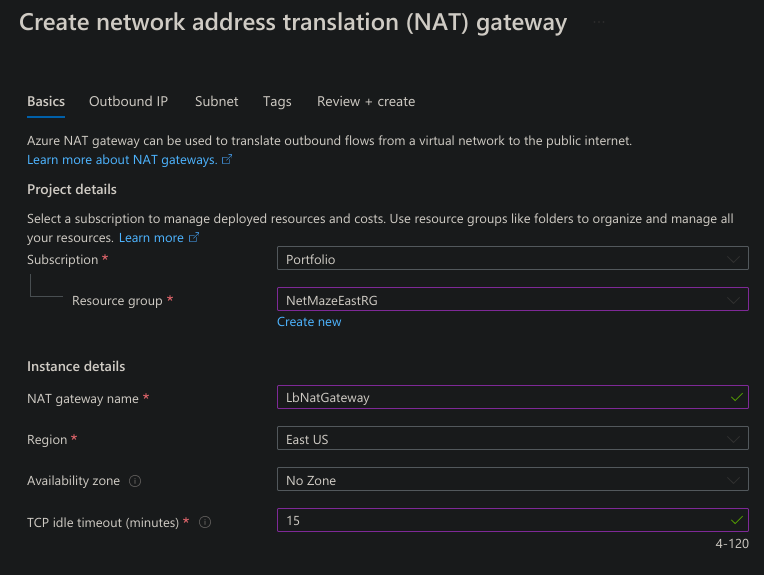 Create network address translation (NAT) gateway ...
Basics Outbound IP Subnet Tags Review + create
Azure NAT gateway can be used to translate outbound flows from a virtual network to the public internet.
Learn more about NAT gateways.
Project details
Select a subscription to manage deployed resources and costs. Use resource groups like folders to organize and manage all
your resources. Learn more
Subscription * Portfolio
Resource group * NetMazeEastRG
Create new
Instance details
NAT gateway name * LbNatGateway
Region * East US
Availability zone No Zone
TCP idle timeout (minutes) * 15
4-120